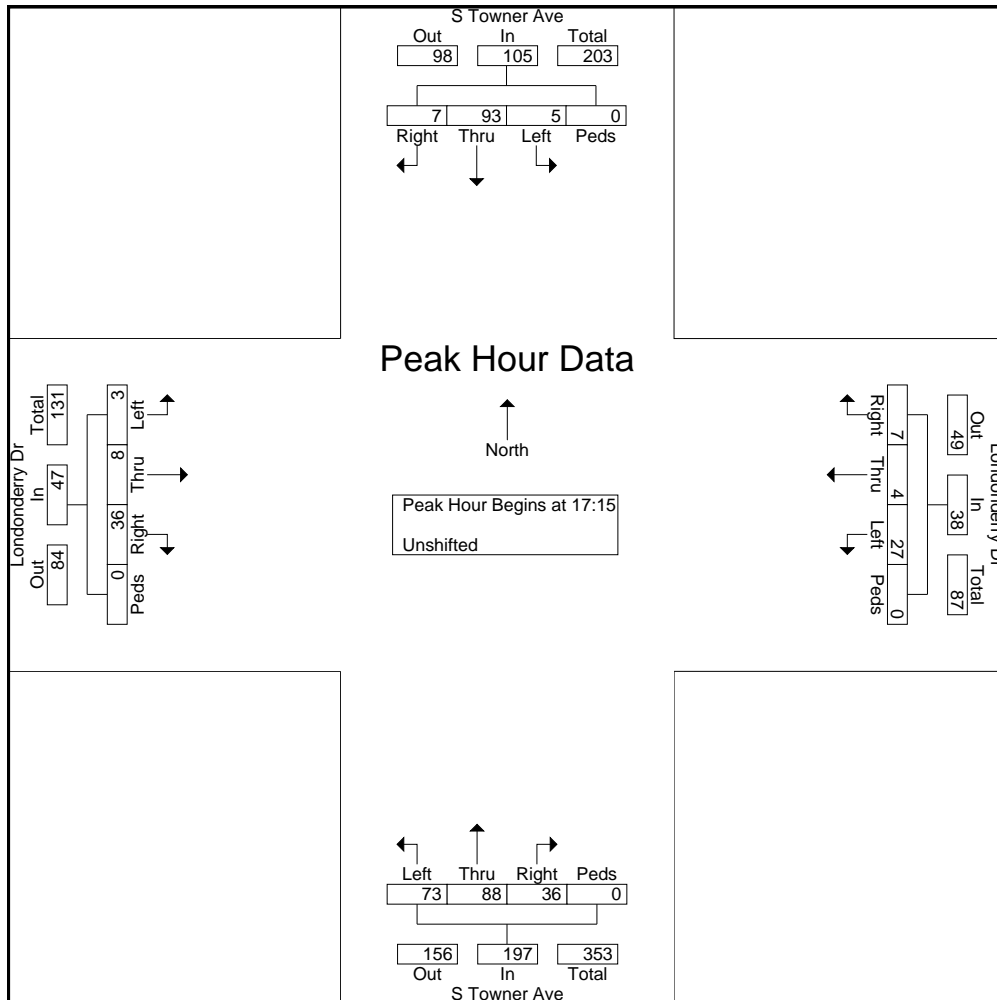 S Towner Ave
Out In Total
98 105 203
7 93 5 0
Right Thru Left Peds
Peak Hour Data
North
Peak Hour Begins at 17:15
Unshifted
Londonderry Dr
Out In Total
84 47 131
Left Thru Right Peds
3 8 36 0
Londonderry Dr
Out In Total
49 38 87
7 4 27 0
Right Thru Left Peds
Left Thru Right Peds
73 88 36 0
156 197 353
Out In Total
S Towner Ave